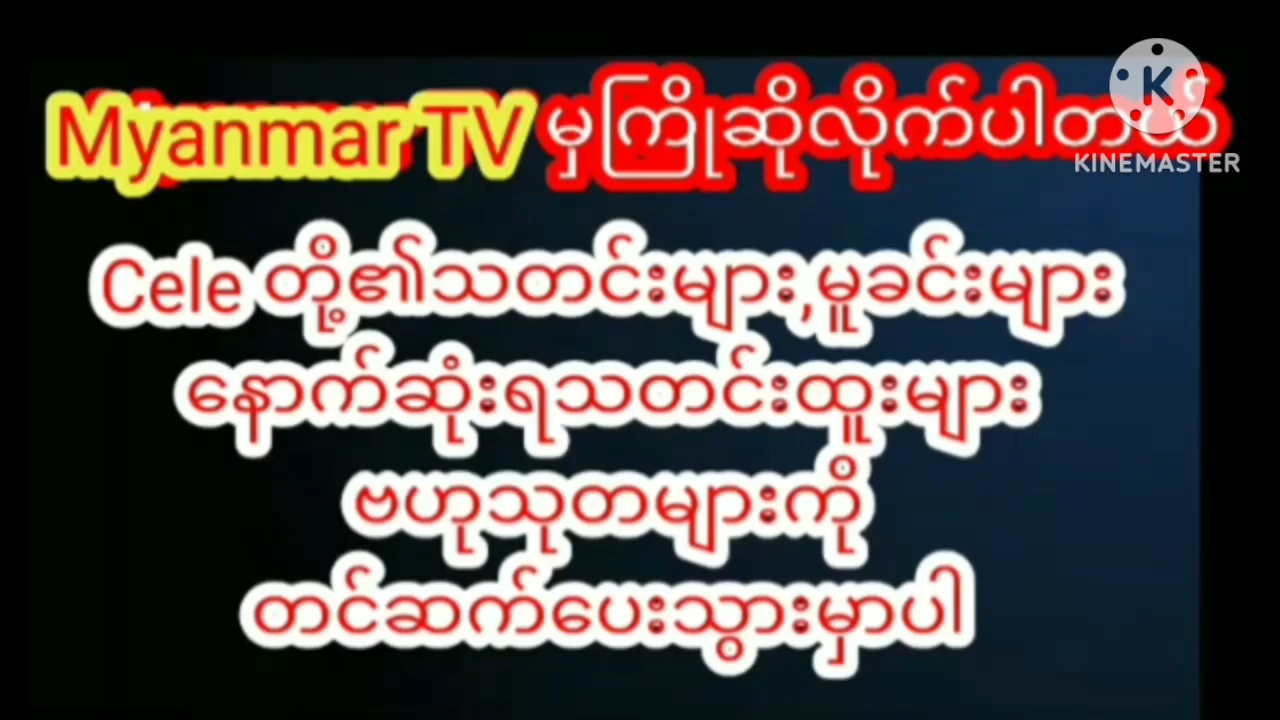 Myanmar TV မှကြိုဆိုလိုက်ပါတယ်
K
KINEMASTER
Cele တို့၏သတင်းများ,မူခင်းများ
နောက်ဆုံးရသတင်းထူးများ
ဗဟုသုတများကို
တင်ဆက်ပေးသွားမှာပါ